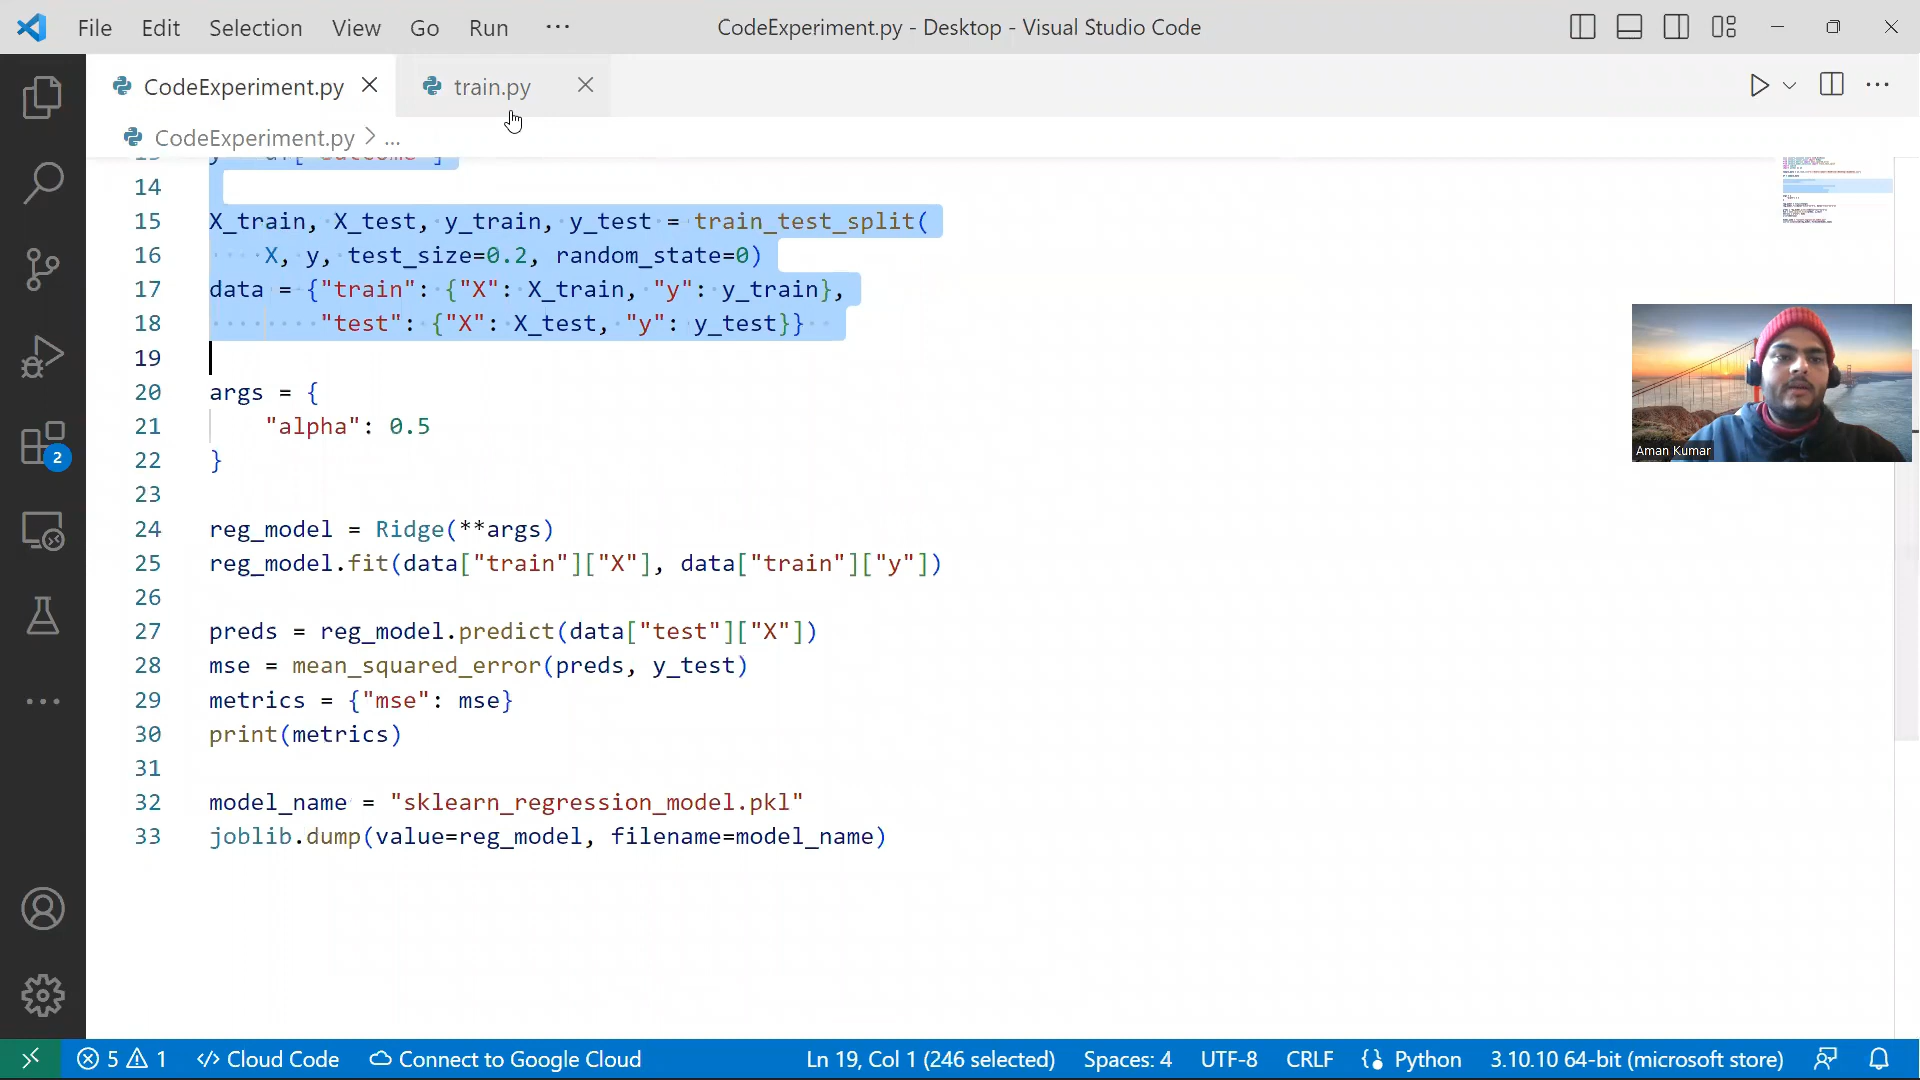 File Edit Selection View Go Run ··· CodeExperiment.py - Desktop - Visual Studio Code
CodeExperiment.py train.py
CodeExperiment.py > ...
14
15 X_train, X_test, y_train, y_test = train_test_split(
16 X, y, test_size=0.2, random_state=0)
17 data = {"train": {"X": X_train, "y": y_train},
18 "test": {"X": X_test, "y": y_test}}
19
20 args = {
21 "alpha": 0.5
22 }
23
24 reg_model = Ridge(**args)
25 reg_model.fit(data["train"]["X"], data["train"]["y"])
26
27 preds = reg_model.predict(data["test"]["X"])
28 mse = mean_squared_error(preds, y_test)
29 metrics = {"mse": mse}
30 print(metrics)
31
32 model_name = "sklearn_regression_model.pkl"
33 joblib.dump(value=reg_model, filename=model_name)
Aman Kumar
2
5 1 Cloud Code Connect to Google Cloud Ln 19, Col 1 (246 selected) Spaces: 4 UTF-8 CRLF Python 3.10.10 64-bit (microsoft store)